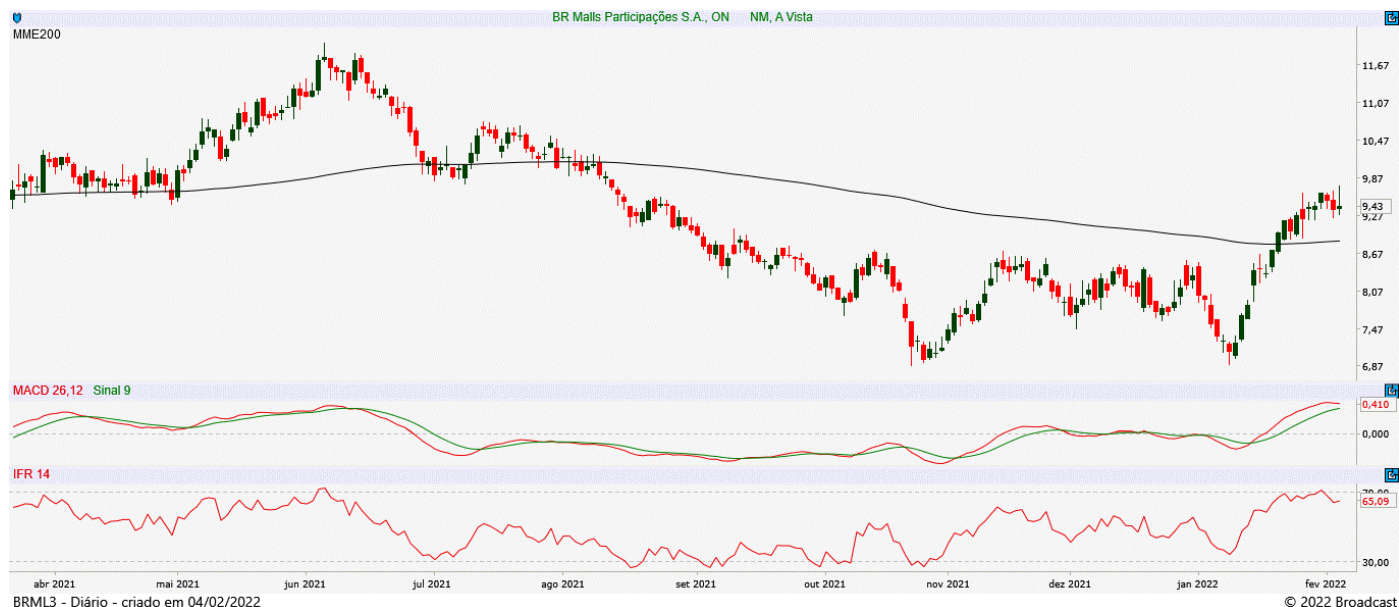 BR Malls Participações S.A., ON NM, A Vista
MME200
11,67
11,07
10,47
9,87
9,43
9,27
8,67
8,07
7,47
6,87
MACD 26,12 Sinal 9
0,410
0,000
IFR 14
70,00
65,09
30,00
abr 2021 mai 2021 jun 2021 jul 2021 ago 2021 set 2021 out 2021 nov 2021 dez 2021 jan 2022 fev 2022
BRML3 - Diário - criado em 04/02/2022 © 2022 Broadcast